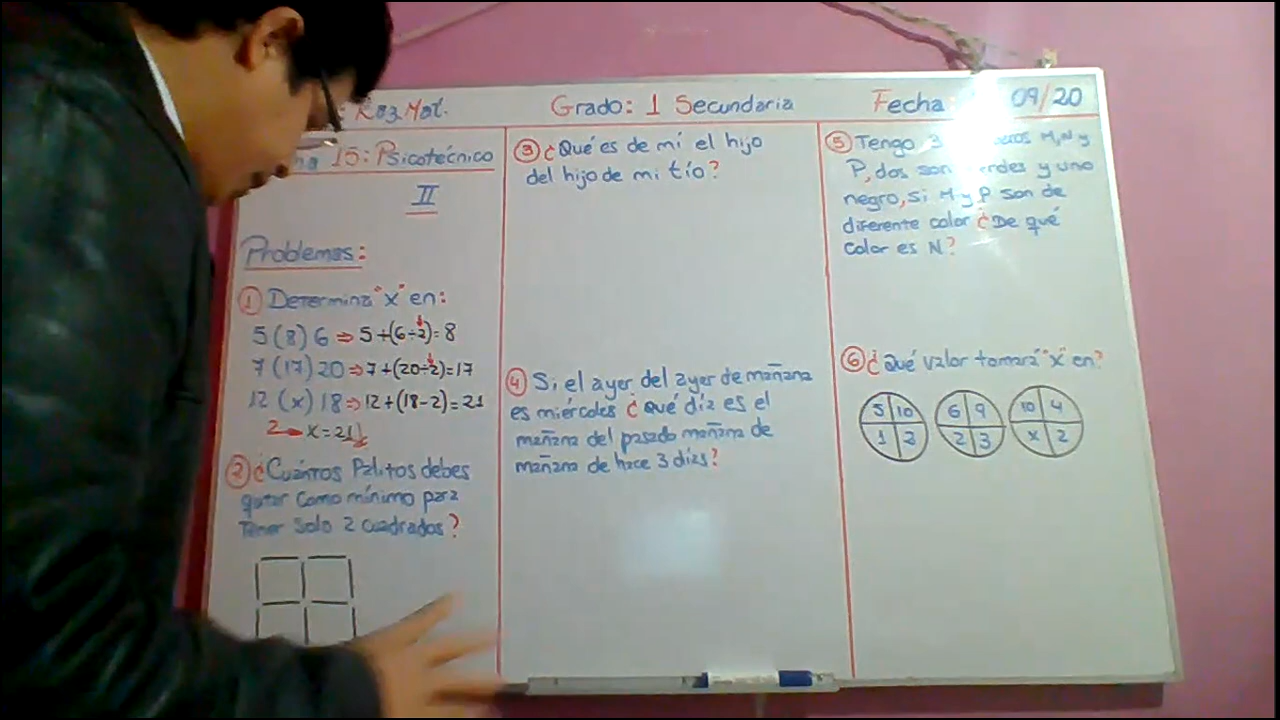 Raz. Mat.
Grado: 1 Secundaria
Fecha: 09/20
15: Psicotécnico
II
Problemas:
① Determina "x" en:
5 (8) 6 ⇒ 5+(6÷2)=8
7 (17) 20 ⇒ 7+(20÷2)=17
12 (x) 18 ⇒ 12+(18÷2)=21
x=21
② ¿Cuántos Palitos debes
quitar como mínimo para
Tener Solo 2 cuadrados?
③ ¿Qué es de mí el hijo
del hijo de mi tío?
④ Si el ayer del ayer de mañana
es miércoles ¿Qué día es el
mañana del pasado mañana de
mañana de hace 3 días?
⑤ Tengo 3 M, N y
P, dos son verdes y uno
negro, si M y P son de
diferente color ¿De qué
color es N?
⑥ ¿Qué valor tomará "x" en?
5 10 6 9 10 4
1 3 2 3 x 2